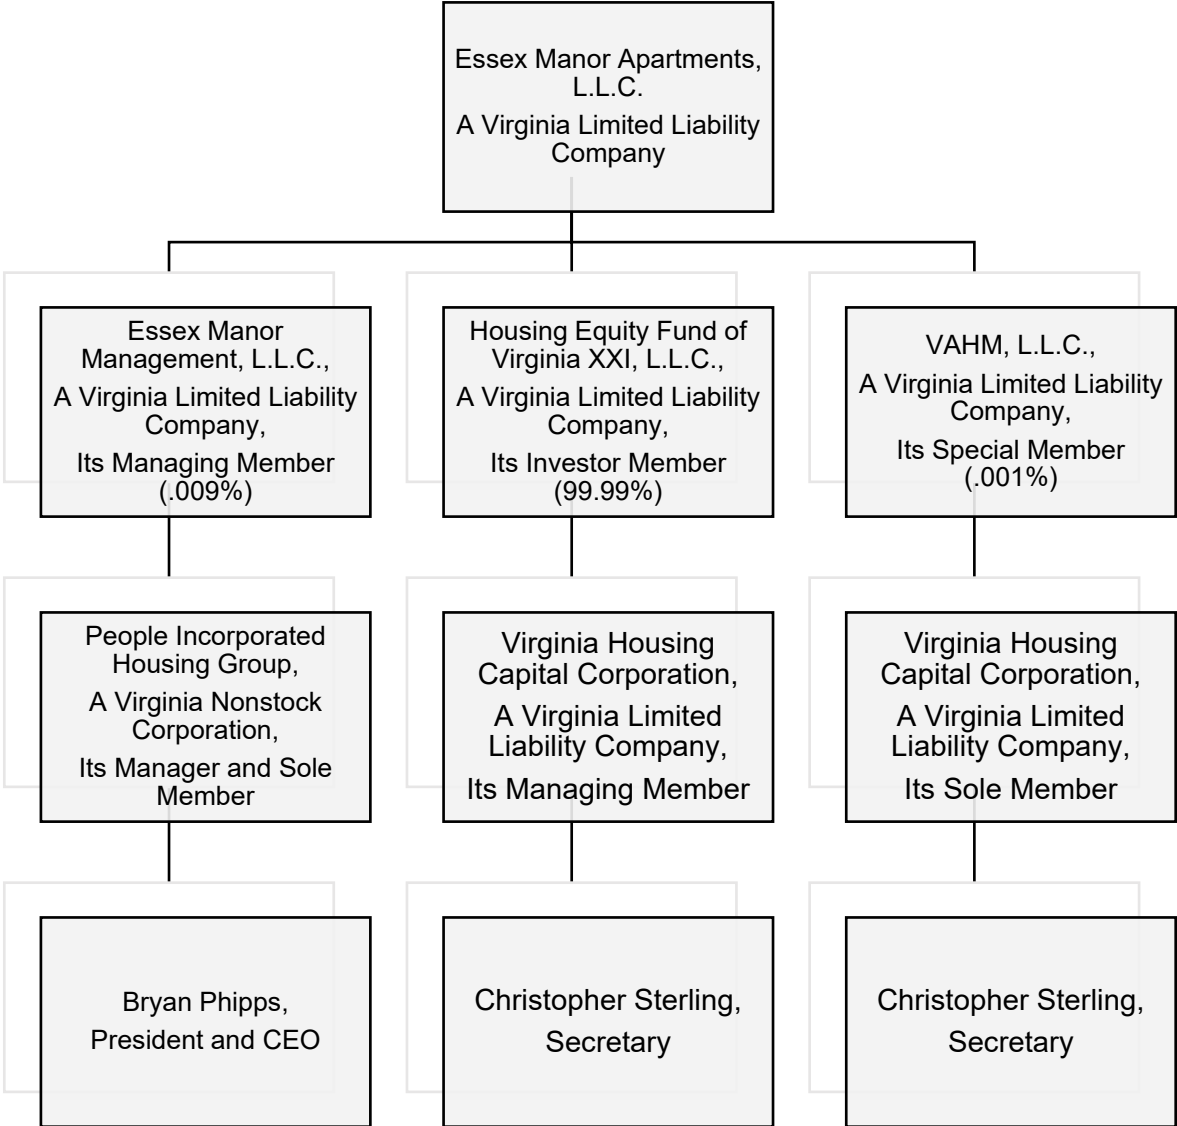 Essex Manor Apartments,
L.L.C.
A Virginia Limited Liability
Company
Essex Manor
Management, L.L.C.,
A Virginia Limited Liability
Company,
Its Managing Member
(.009%)
Housing Equity Fund of
Virginia XXI, L.L.C.,
A Virginia Limited Liability
Company,
Its Investor Member
(99.99%)
VAHM, L.L.C.,
A Virginia Limited Liability
Company,
Its Special Member
(.001%)
People Incorporated
Housing Group,
A Virginia Nonstock
Corporation,
Its Manager and Sole
Member
Virginia Housing
Capital Corporation,
A Virginia Limited
Liability Company,
Its Managing Member
Virginia Housing
Capital Corporation,
A Virginia Limited
Liability Company,
Its Sole Member
Bryan Phipps,
President and CEO
Christopher Sterling,
Secretary
Christopher Sterling,
Secretary